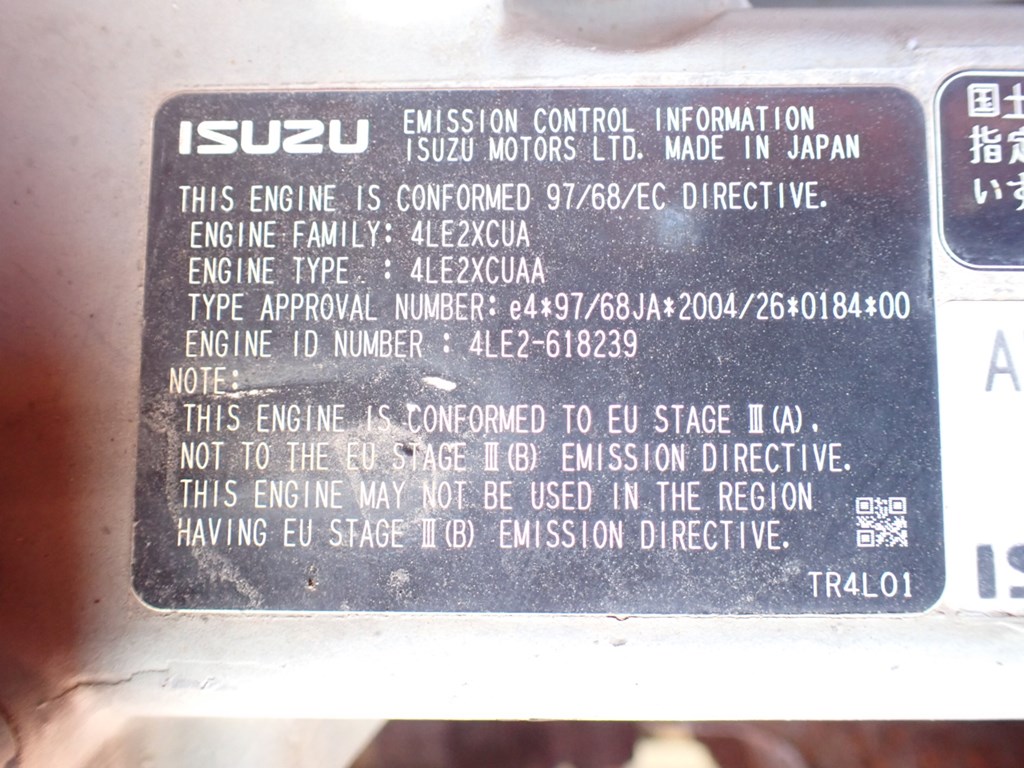 ISUZU
EMISSION CONTROL INFORMATION
ISUZU MOTORS LTD. MADE IN JAPAN
THIS ENGINE IS CONFORMED 97/68/EC DIRECTIVE.
ENGINE FAMILY: 4LE2XCUA
ENGINE TYPE. : 4LE2XCUAA
TYPE APPROVAL NUMBER: e4*97/68JA*2004/26*0184*00
ENGINE ID NUMBER : 4LE2-618239
NOTE:
THIS ENGINE IS CONFORMED TO EU STAGE Ⅲ(A).
NOT TO THE EU STAGE Ⅲ(B) EMISSION DIRECTIVE.
THIS ENGINE MAY NOT BE USED IN THE REGION
HAVING EU STAGE Ⅲ(B) EMISSION DIRECTIVE.
TR4L01
国土
指定
いすゞ